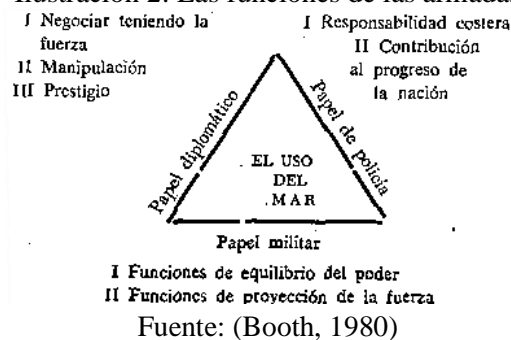 Ilustración 2. Las funciones de las armadas
I Negociar teniendo la
fuerza
II Manipulación
III Prestigio
I Responsabilidad costera
II Contribución
al progreso de
la nación
Papel diplomático
Papel de policía
EL USO
DEL
MAR
Papel militar
I Funciones de equilibrio del poder
II Funciones de proyección de la fuerza
Fuente: (Booth, 1980)